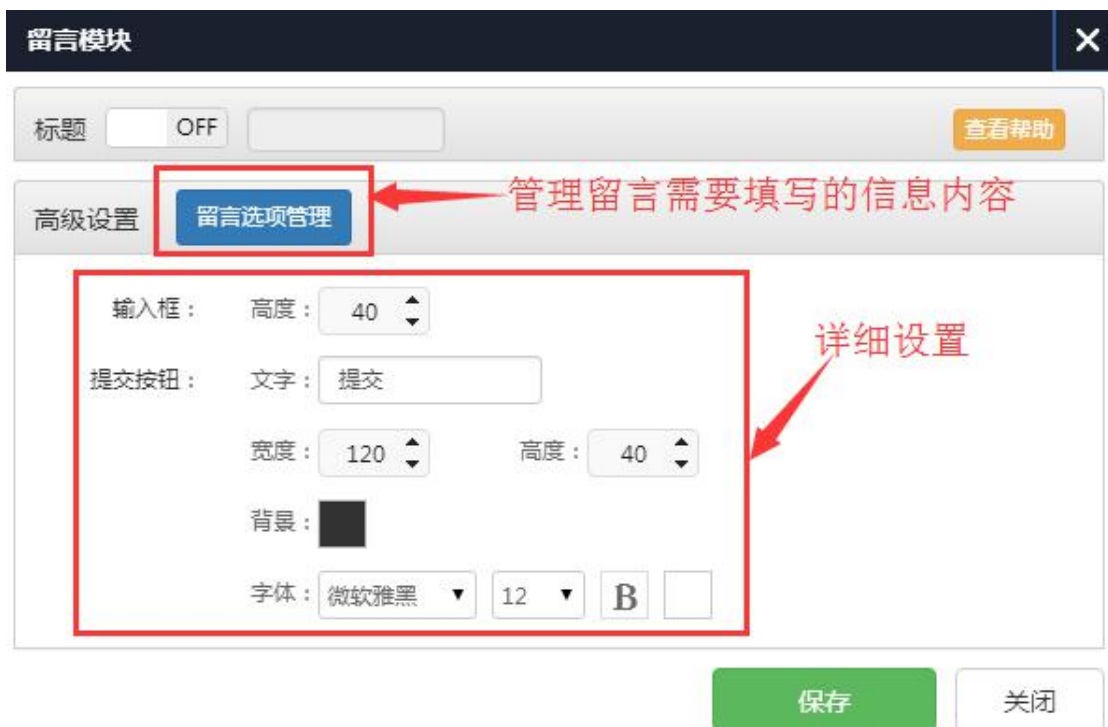 留言模块
标题 OFF 查看帮助
管理留言需要填写的信息内容
高级设置 留言选项管理
输入框： 高度： 40
详细设置
提交按钮： 文字： 提交
宽度： 120 高度： 40
背景：
字体： 微软雅黑 12 B
保存 关闭